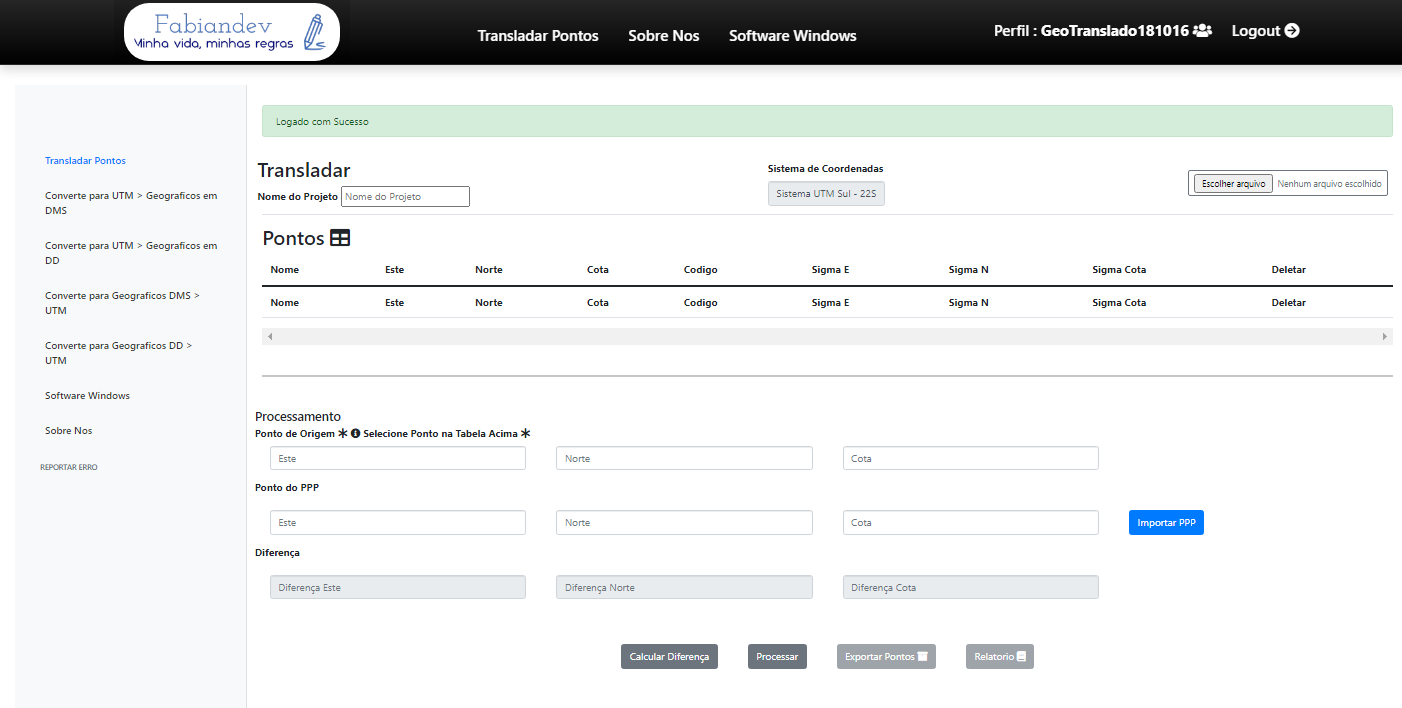 Fabiandev
Minha vida, minhas regras
Transladar Pontos
Sobre Nos
Software Windows
Perfil : GeoTranslado181016
Logout
Transladar Pontos
Converte para UTM > Geograficos em
DMS
Converte para UTM > Geograficos em
DD
Converte para Geograficos DMS >
UTM
Converte para Geograficos DD >
UTM
Software Windows
Sobre Nos
REPORTAR ERRO
Logado com Sucesso
Transladar
Nome do Projeto Nome do Projeto
Sistema de Coordenadas
Sistema UTM Sul - 22S
Escolher arquivo Nenhum arquivo escolhido
Pontos
Nome Este Norte Cota Codigo Sigma E Sigma N Sigma Cota Deletar
Nome Este Norte Cota Codigo Sigma E Sigma N Sigma Cota Deletar
Processamento
Ponto de Origem * Selecione Ponto na Tabela Acima *
Este Norte Cota
Ponto do PPP
Este Norte Cota Importar PPP
Diferença
Diferença Este Diferença Norte Diferença Cota
Calcular Diferença Processar Exportar Pontos Relatorio